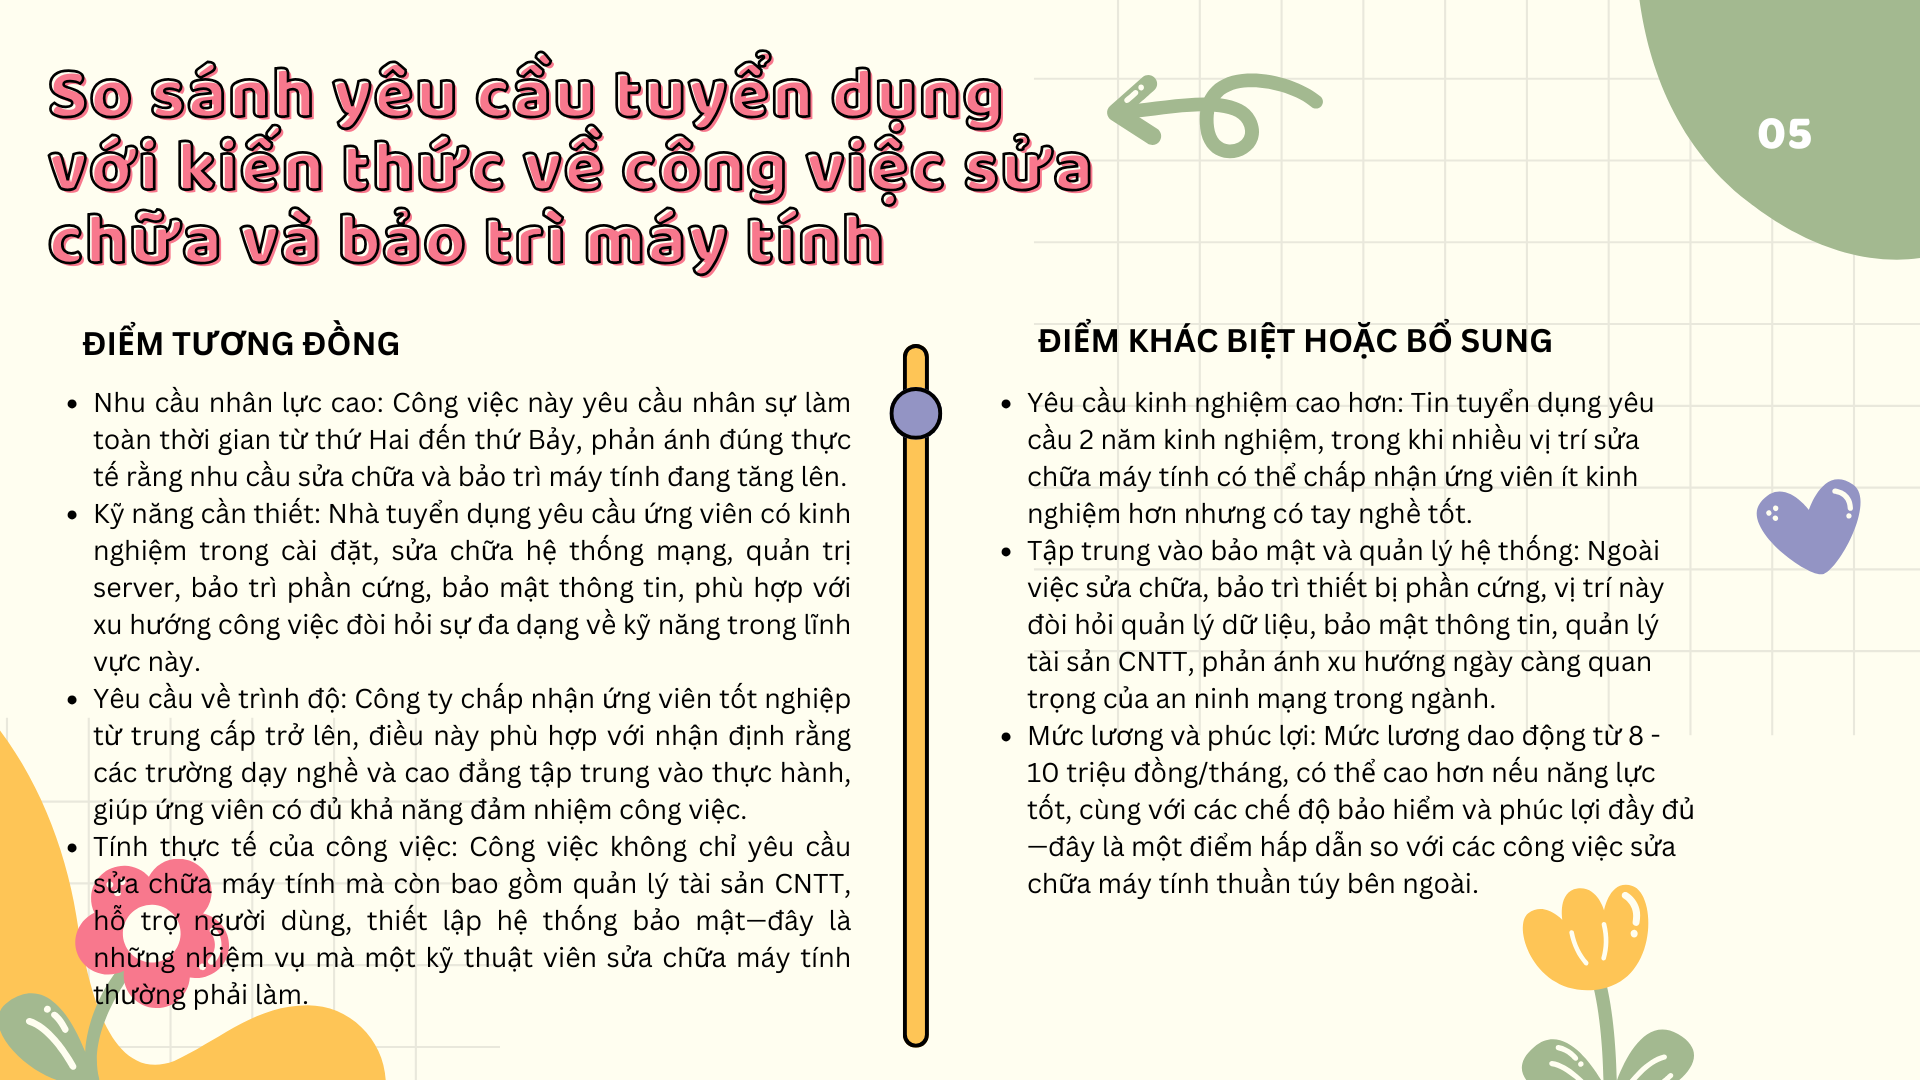 So sánh yêu cầu tuyển dụng
với kiến thức về công việc sửa
chữa và bảo trì máy tính
05
ĐIỂM TƯƠNG ĐỒNG
• Nhu cầu nhân lực cao: Công việc này yêu cầu nhân sự làm
toàn thời gian từ thứ Hai đến thứ Bảy, phản ánh đúng thực
tế rằng nhu cầu sửa chữa và bảo trì máy tính đang tăng lên.
• Kỹ năng cần thiết: Nhà tuyển dụng yêu cầu ứng viên có kinh
nghiệm trong cài đặt, sửa chữa hệ thống mạng, quản trị
server, bảo trì phần cứng, bảo mật thông tin, phù hợp với
xu hướng công việc đòi hỏi sự đa dạng về kỹ năng trong lĩnh
vực này.
• Yêu cầu về trình độ: Công ty chấp nhận ứng viên tốt nghiệp
từ trung cấp trở lên, điều này phù hợp với nhận định rằng
các trường dạy nghề và cao đẳng tập trung vào thực hành,
giúp ứng viên có đủ khả năng đảm nhiệm công việc.
• Tính thực tế của công việc: Công việc không chỉ yêu cầu
sửa chữa máy tính mà còn bao gồm quản lý tài sản CNTT,
hỗ trợ người dùng, thiết lập hệ thống bảo mật—đây là
những nhiệm vụ mà một kỹ thuật viên sửa chữa máy tính
thường phải làm.
ĐIỂM KHÁC BIỆT HOẶC BỔ SUNG
• Yêu cầu kinh nghiệm cao hơn: Tin tuyển dụng yêu
cầu 2 năm kinh nghiệm, trong khi nhiều vị trí sửa
chữa máy tính có thể chấp nhận ứng viên ít kinh
nghiệm hơn nhưng có tay nghề tốt.
• Tập trung vào bảo mật và quản lý hệ thống: Ngoài
việc sửa chữa, bảo trì thiết bị phần cứng, vị trí này
đòi hỏi quản lý dữ liệu, bảo mật thông tin, quản lý
tài sản CNTT, phản ánh xu hướng ngày càng quan
trọng của an ninh mạng trong ngành.
• Mức lương và phúc lợi: Mức lương dao động từ 8 -
10 triệu đồng/tháng, có thể cao hơn nếu năng lực
tốt, cùng với các chế độ bảo hiểm và phúc lợi đầy đủ
—đây là một điểm hấp dẫn so với các công việc sửa
chữa máy tính thuần túy bên ngoài.